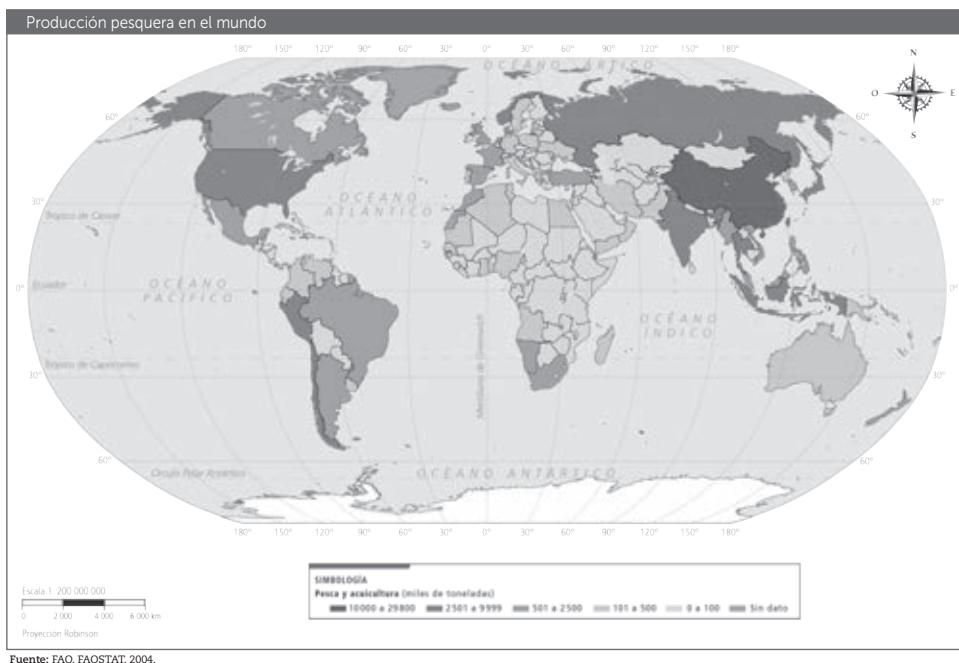 Producción pesquera en el mundo
180° 150° 120° 90° 60° 30° 0° 30° 60° 90° 120° 150° 180°
OCÉANO ÁRTICO
N
O E
S
60° 60°
OCÉANO
ATLÁNTICO
30° 30°
Trópico de Cáncer
Ecuador
0° 0°
OCÉANO
PACÍFICO
OCÉANO
ÍNDICO
Meridiano de Greenwich
Trópico de Capricornio
30° 30°
60° 60°
Círculo Polar Antártico
OCÉANO ANTÁRTICO
180° 150° 120° 90° 60° 30° 0° 30° 60° 90° 120° 150° 180°
SIMBOLOGÍA
Pesca y acuicultura (miles de toneladas)
10000 a 29800 2501 a 9999 501 a 2500 101 a 500 0 a 100 Sin dato
Escala 1: 200 000 000
0 2 000 4 000 6 000 km
Proyección Robinson
Fuente: FAO. FAOSTAT. 2004.